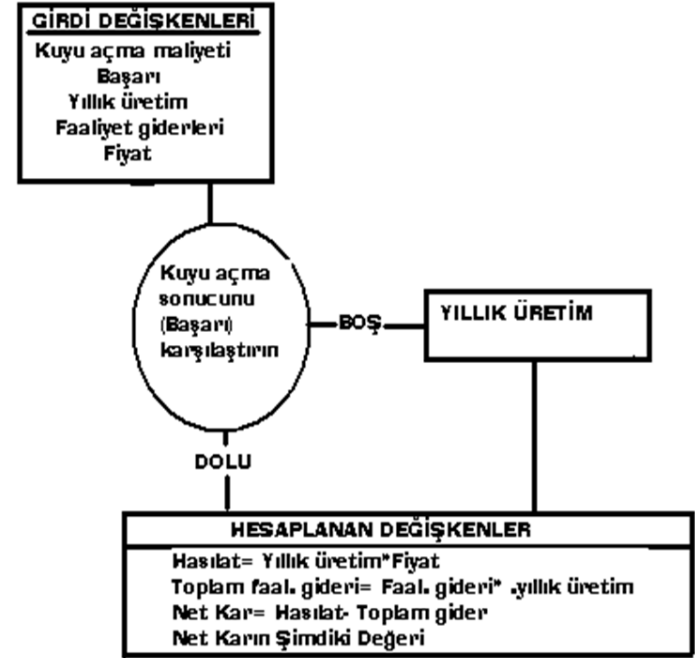 GİRDİ DEĞİŞKENLERİ
Kuyu açma maliyeti
Başarı
Yıllık üretim
Faaliyet giderleri
Fiyat
Kuyu açma
sonucunu
(Başarı)
karşılaştırın
BOŞ
YILLIK ÜRETİM
DOLU
HESAPLANAN DEĞİŞKENLER
Hasılat= Yıllık üretim*Fiyat
Toplam faal. gideri= Faal. gideri* .yıllık üretim
Net Kar= Hasılat- Toplam gider
Net Karın Şimdiki Değeri